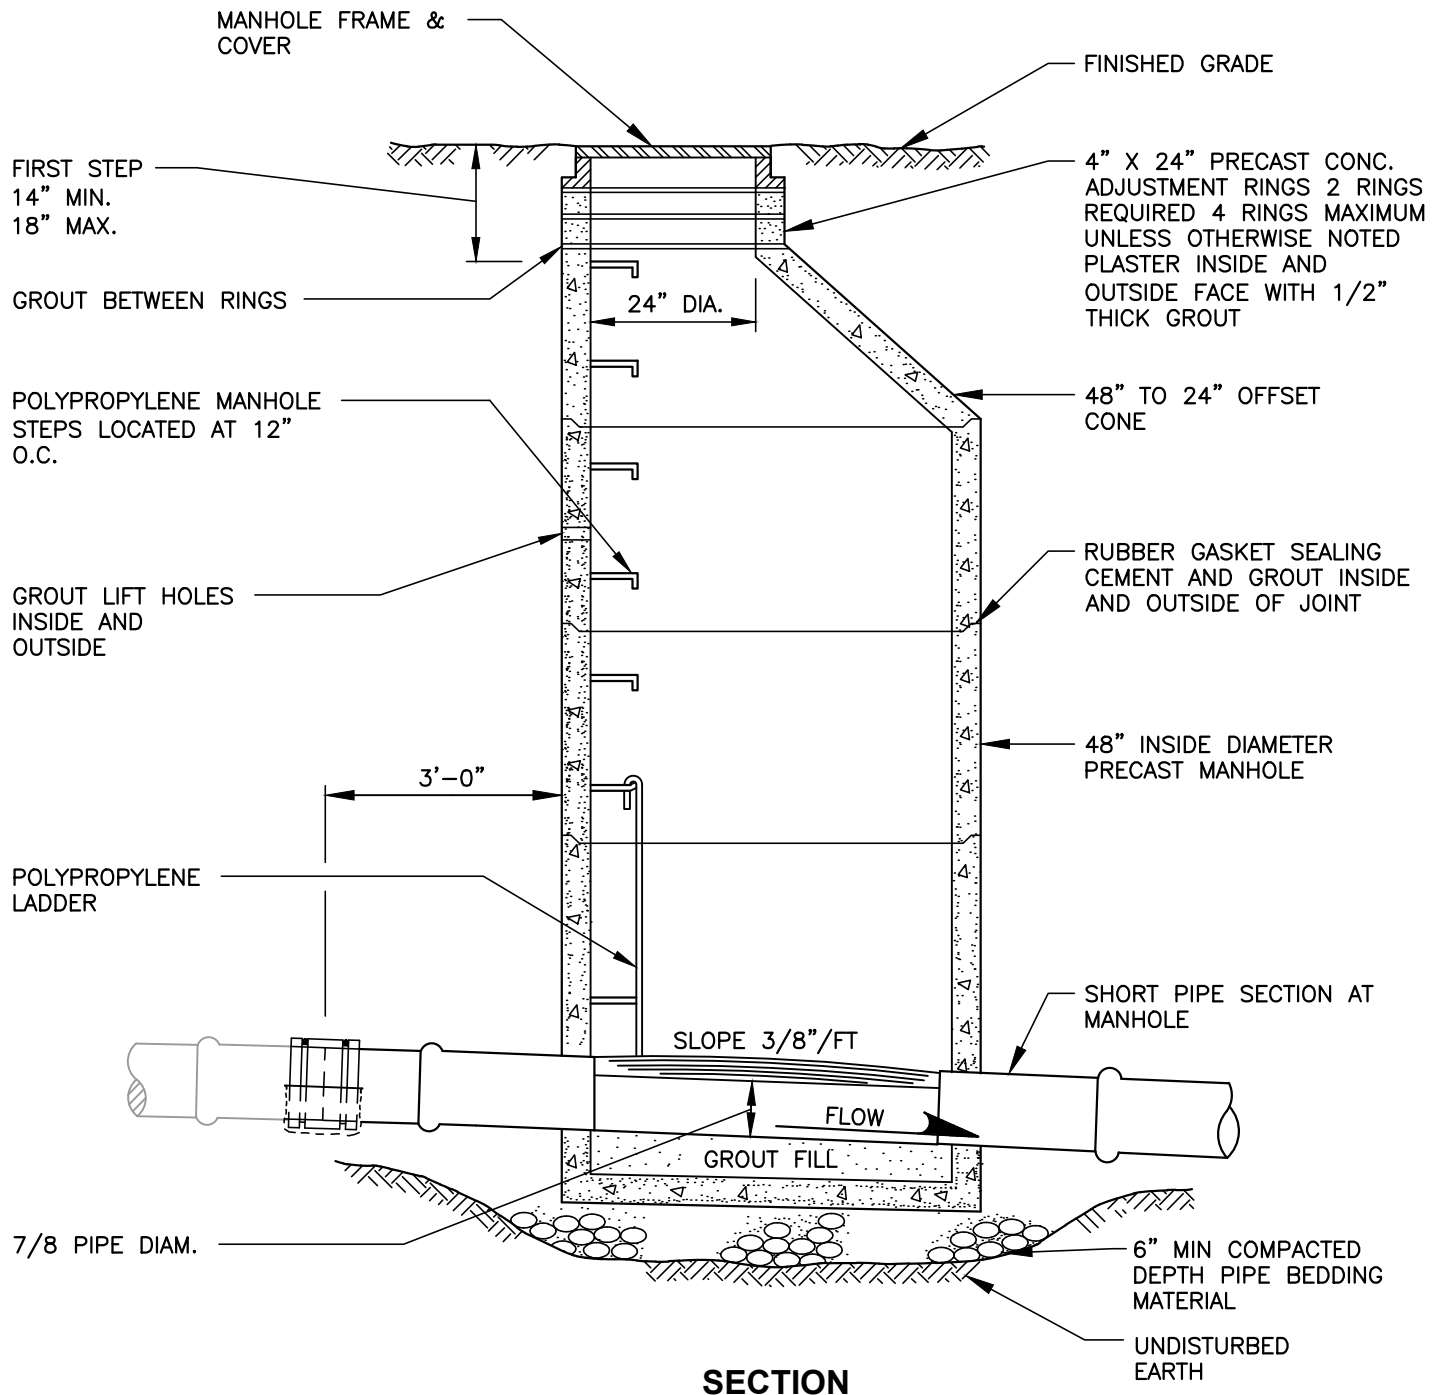 MANHOLE FRAME &
COVER
FINISHED GRADE
FIRST STEP
14” MIN.
18” MAX.
4” X 24” PRECAST CONC.
ADJUSTMENT RINGS 2 RINGS
REQUIRED 4 RINGS MAXIMUM
UNLESS OTHERWISE NOTED
PLASTER INSIDE AND
OUTSIDE FACE WITH 1/2”
THICK GROUT
GROUT BETWEEN RINGS
24” DIA.
POLYPROPYLENE MANHOLE
STEPS LOCATED AT 12”
O.C.
48” TO 24” OFFSET
CONE
GROUT LIFT HOLES
INSIDE AND
OUTSIDE
RUBBER GASKET SEALING
CEMENT AND GROUT INSIDE
AND OUTSIDE OF JOINT
48” INSIDE DIAMETER
PRECAST MANHOLE
3’-0”
POLYPROPYLENE
LADDER
SHORT PIPE SECTION AT
MANHOLE
SLOPE 3/8”/FT
FLOW
GROUT FILL
7/8 PIPE DIAM.
6” MIN COMPACTED
DEPTH PIPE BEDDING
MATERIAL
UNDISTURBED
EARTH
SECTION